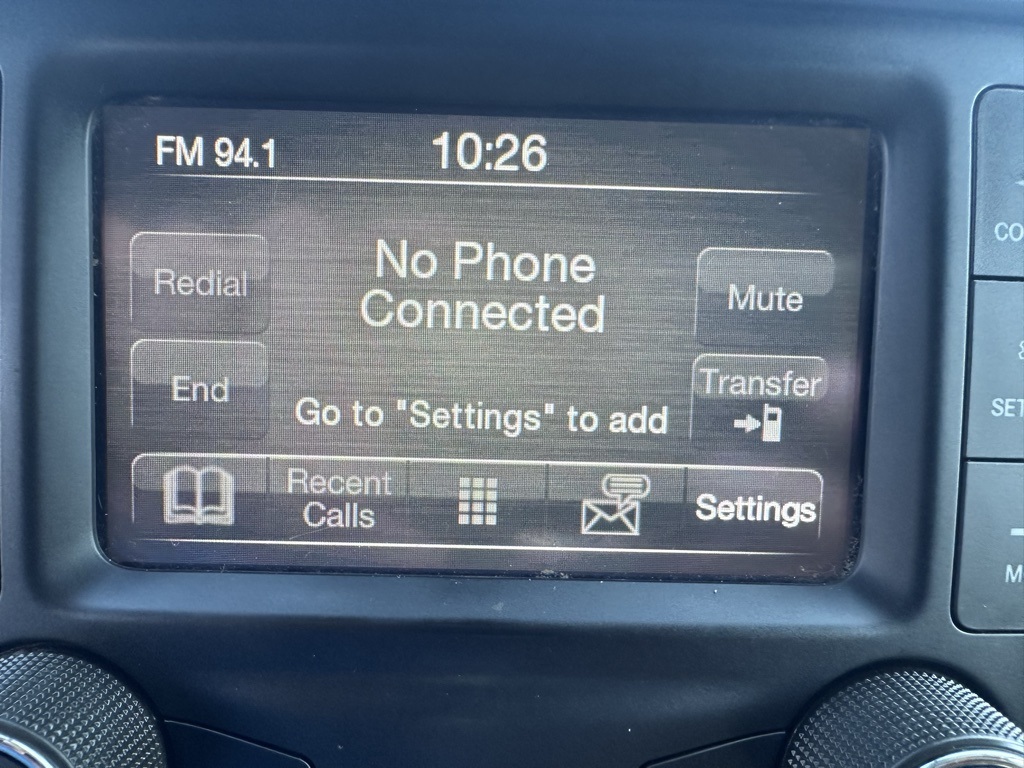 FM 94.1
10:26
Redial
No Phone
Connected
Mute
End
Transfer
Go to "Settings" to add
Recent
Calls
Settings